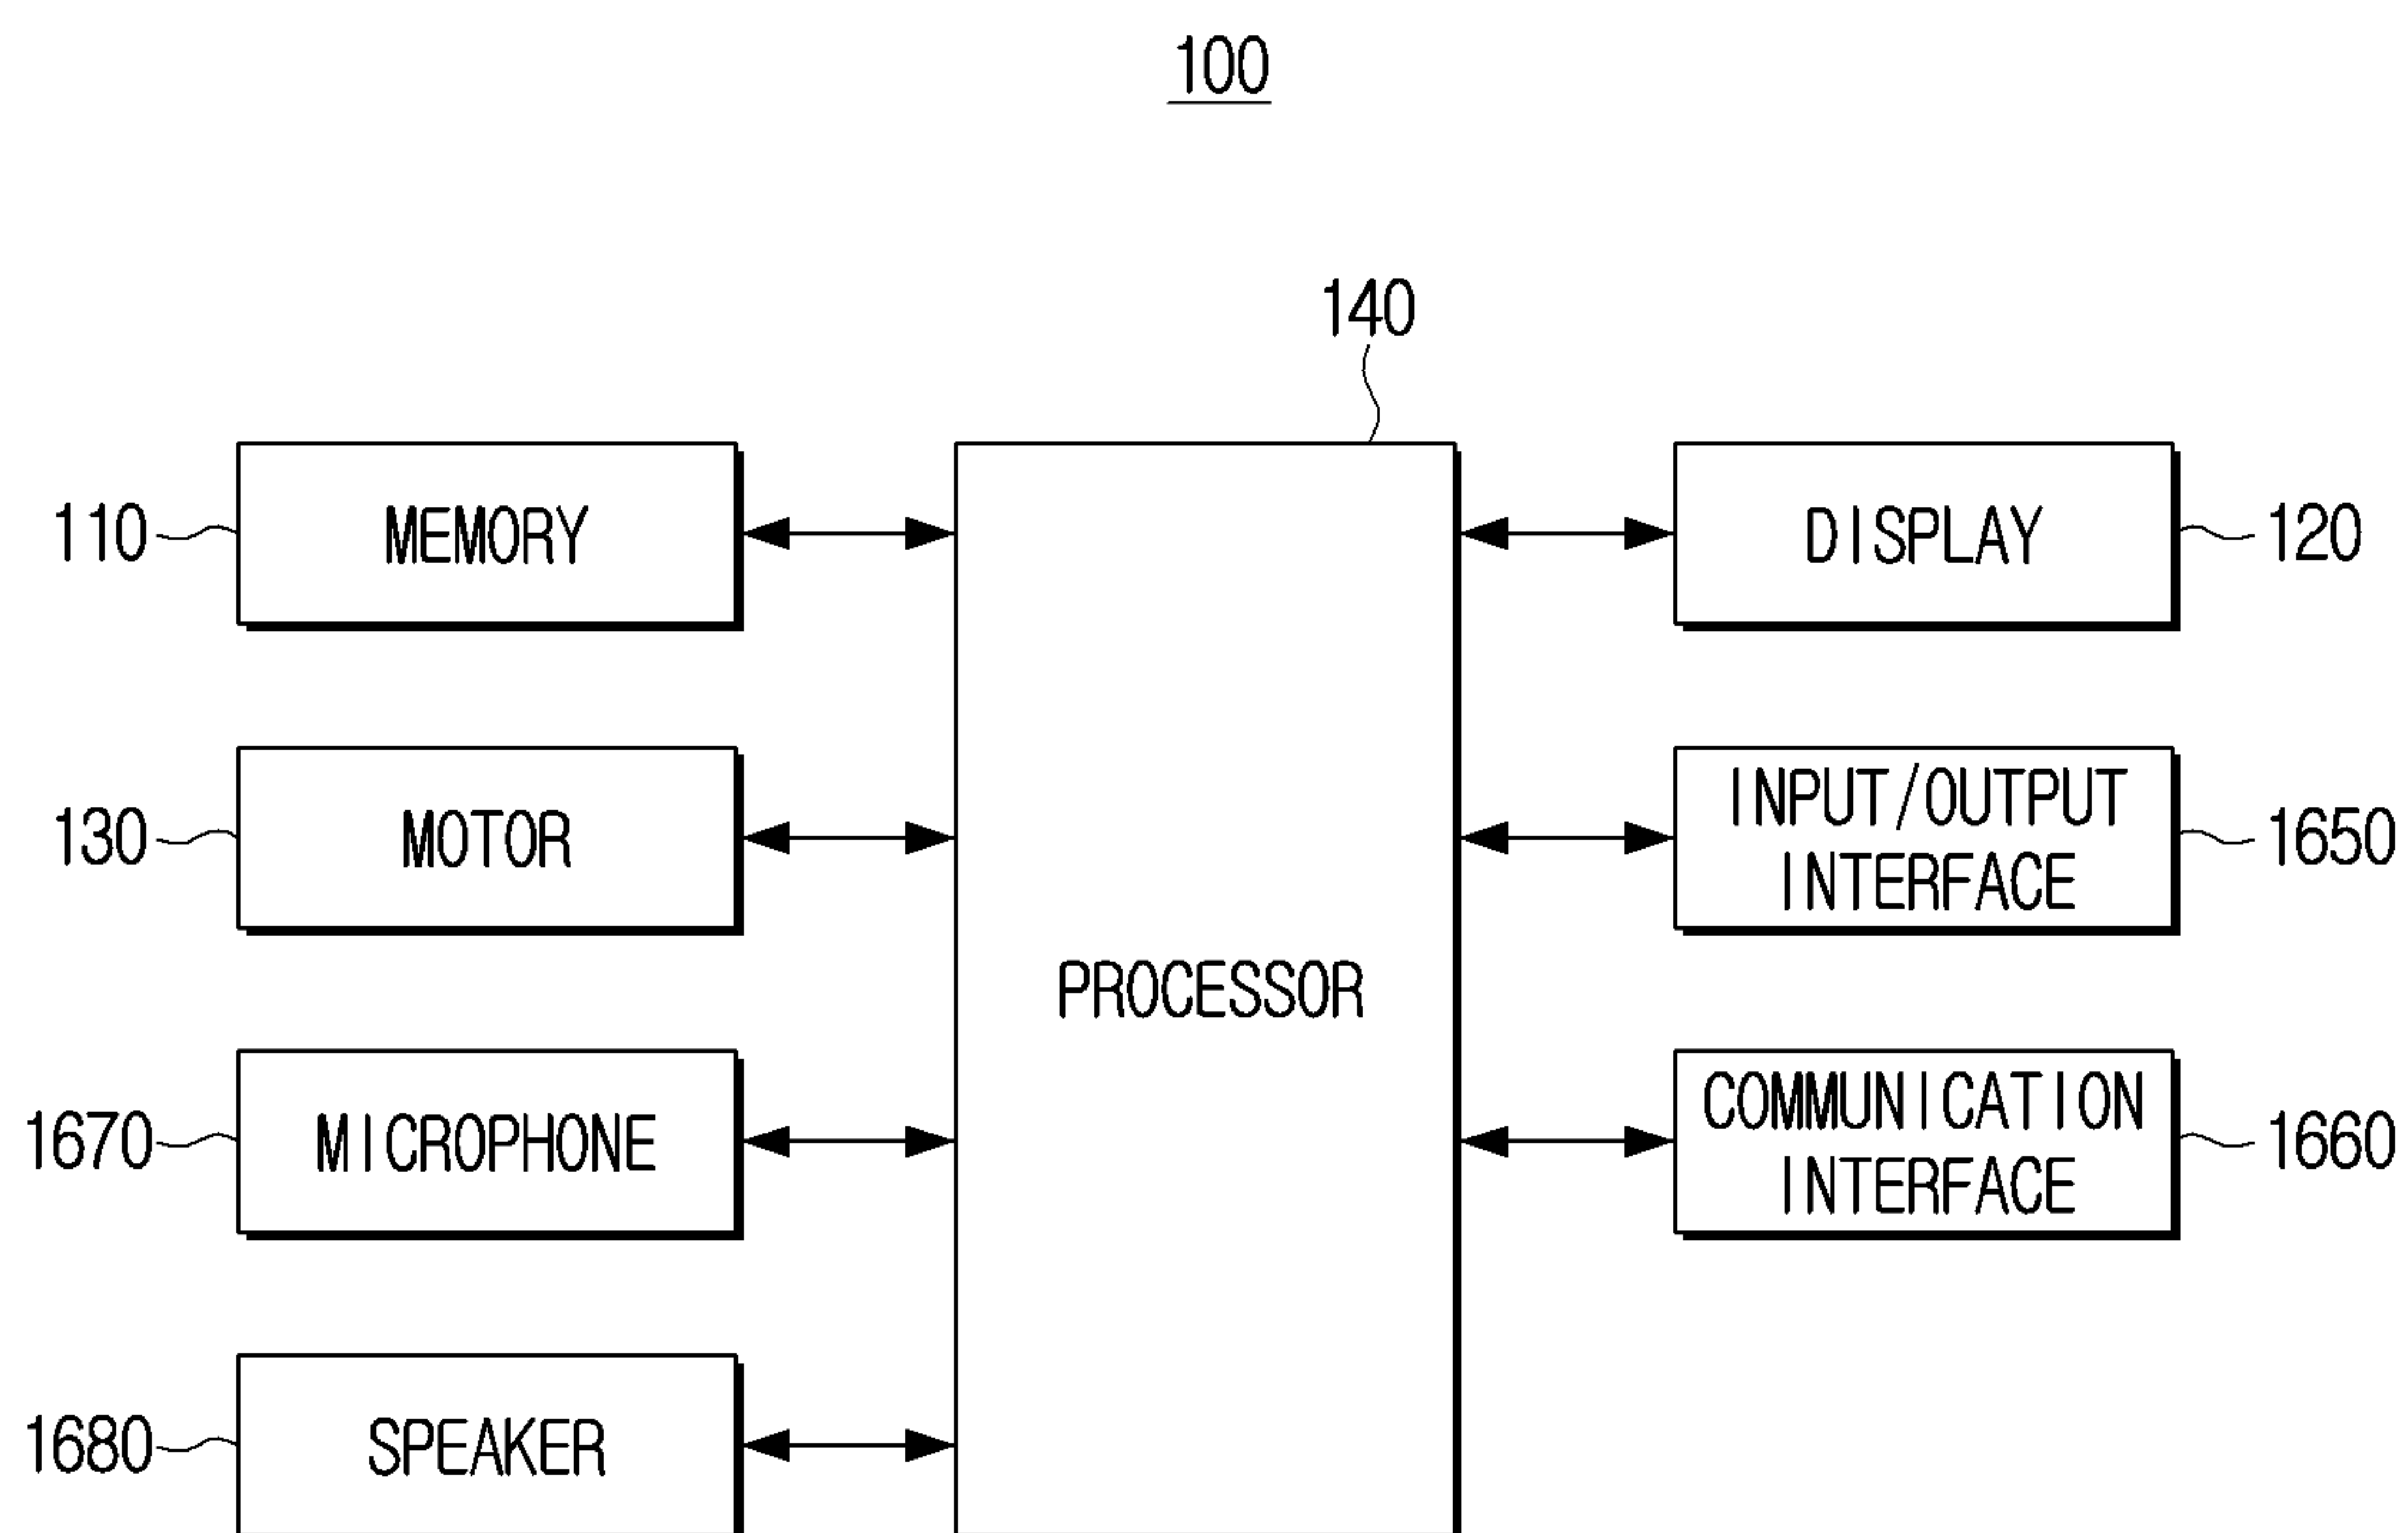 100
140
110
MEMORY
DISPLAY
120
130
MOTOR
INPUT/OUTPUT
INTERFACE
1650
PROCESSOR
1670
MICROPHONE
COMMUNICATION
INTERFACE
1660
1680
SPEAKER